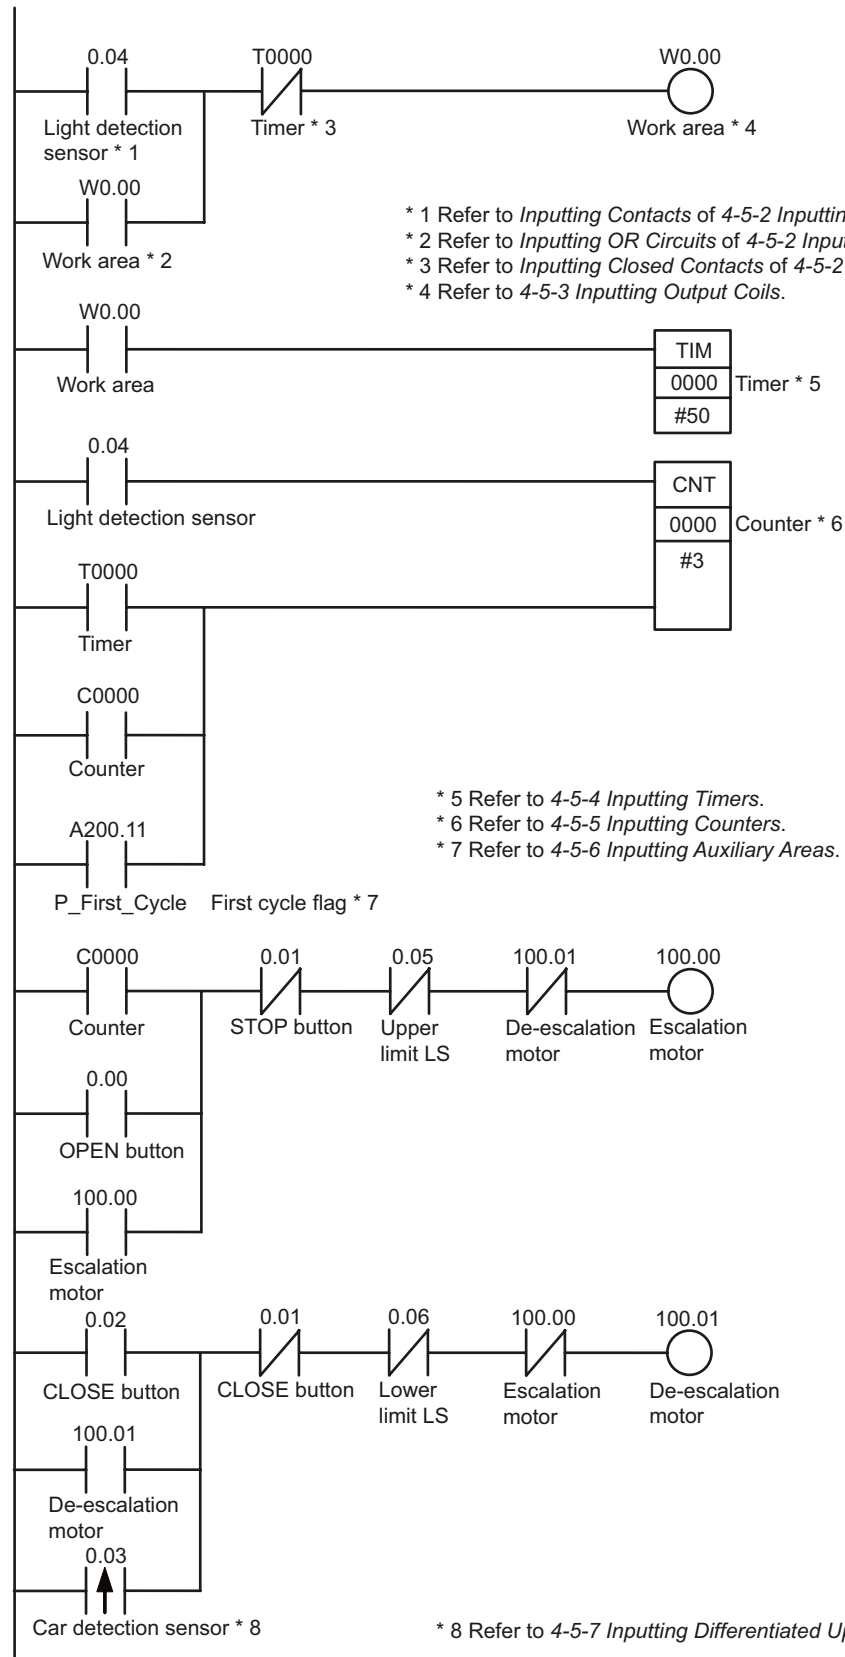 0.04 T0000 W0.00
Light detection
sensor * 1
Timer * 3 Work area * 4
W0.00
Work area * 2
* 1 Refer to Inputting Contacts of 4-5-2
* 2 Refer to Inputting OR Circuits of 4-5-2
* 3 Refer to Inputting Closed Contacts of 4-5-2
* 4 Refer to 4-5-3 Inputting Output Coils.
W0.00
Work area
TIM
0000 Timer * 5
#50
0.04
Light detection sensor
CNT
0000 Counter * 6
#3
T0000
Timer
C0000
Counter
* 5 Refer to 4-5-4 Inputting Timers.
* 6 Refer to 4-5-5 Inputting Counters.
* 7 Refer to 4-5-6 Inputting Auxiliary Areas.
A200.11
P_First_Cycle First cycle flag * 7
C0000 0.01 0.05 100.01 100.00
Counter
STOP button
Upper
limit LS
De-escalation
motor
Escalation
motor
0.00
OPEN button
100.00
Escalation
motor
0.02 0.01 0.06 100.00 100.01
CLOSE button
CLOSE button
Lower
limit LS
Escalation
motor
De-escalation
motor
100.01
De-escalation
motor
0.03
Car detection sensor * 8
* 8 Refer to 4-5-7 Inputting Differentiated